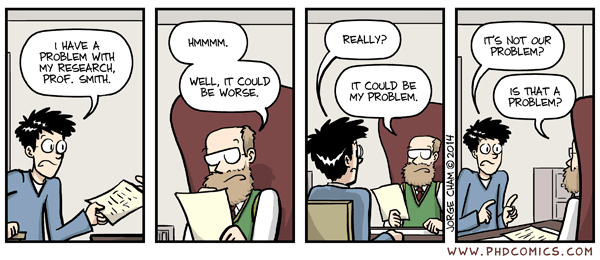 I HAVE A
PROBLEM WITH
MY RESEARCH,
PROF. SMITH.
HMMMM.
WELL, IT COULD
BE WORSE.
REALLY?
IT COULD BE
MY PROBLEM.
IT'S NOT OUR
PROBLEM?
IS THAT A
PROBLEM?
JORGE CHAM © 2014
WWW.PHDCOMICS.COM